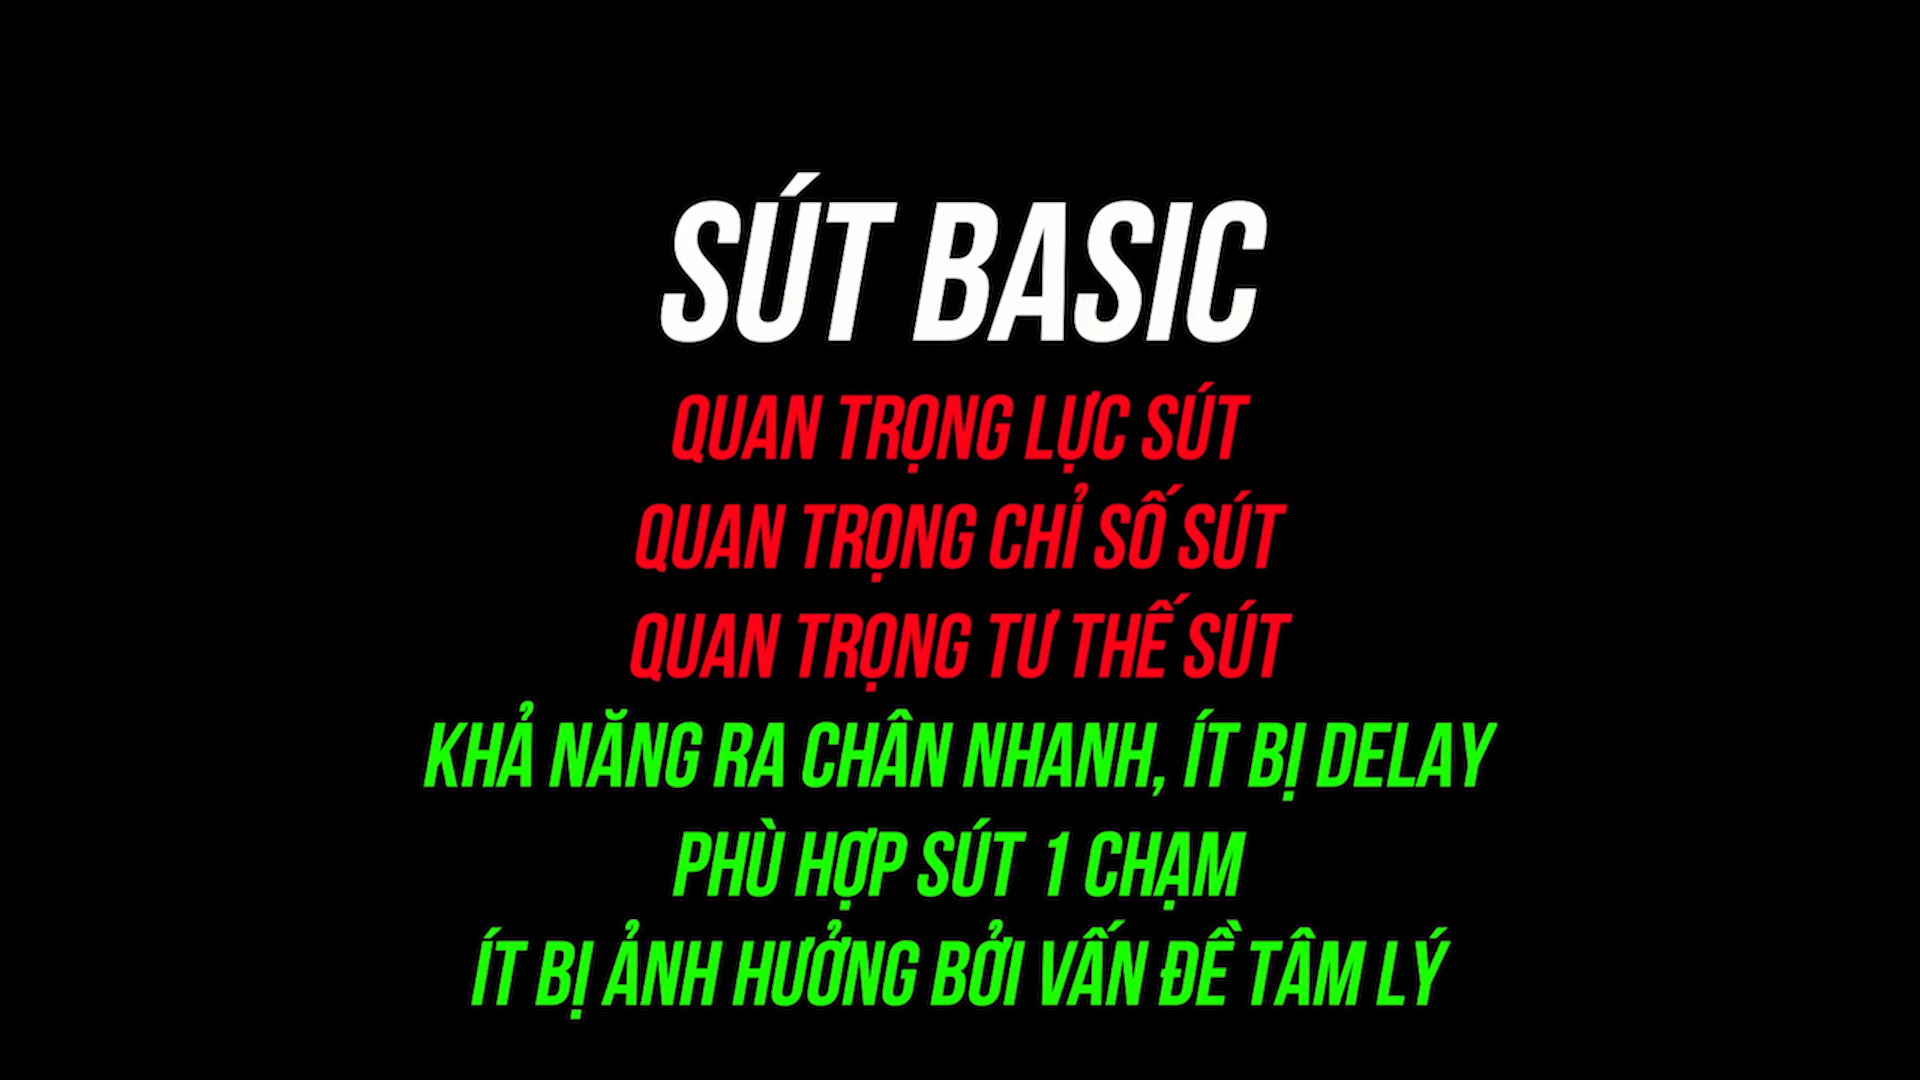 SÚT BASIC
QUAN TRỌNG LỰC SÚT
QUAN TRỌNG CHỈ SỐ SÚT
QUAN TRỌNG TƯ THẾ SÚT
KHẢ NĂNG RA CHÂN NHANH, ÍT BỊ DELAY
PHÙ HỢP SÚT 1 CHẠM
ÍT BỊ ẢNH HƯỞNG BỞI VẤN ĐỀ TÂM LÝ